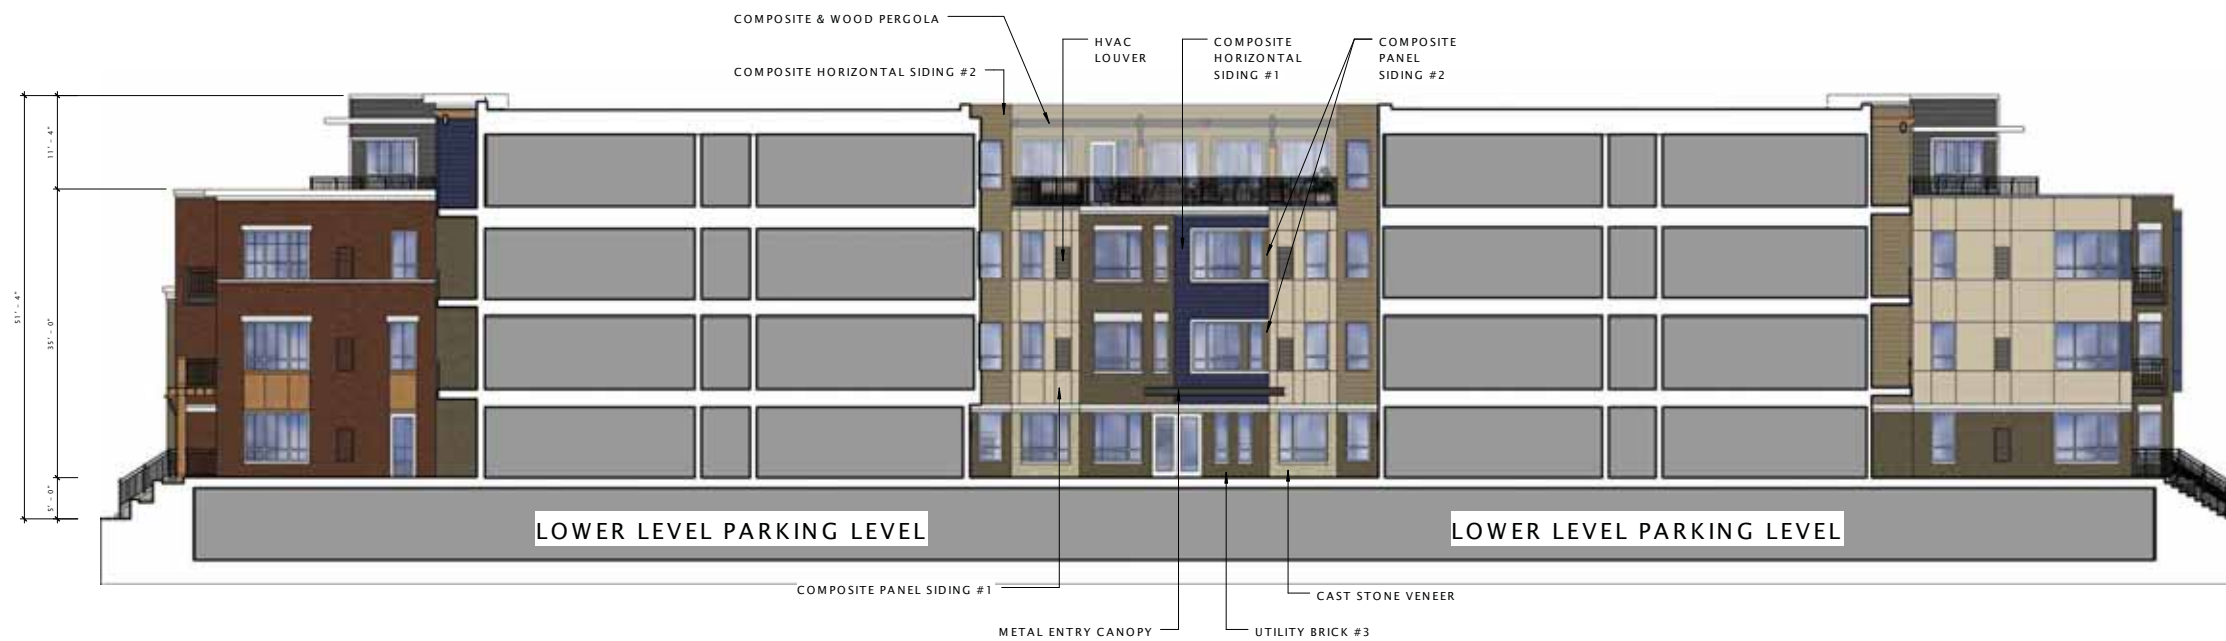 COMPOSITE & WOOD PERGOLA
HVAC
LOUVER
COMPOSITE
HORIZONTAL
SIDING #1
COMPOSITE
PANEL
SIDING #2
COMPOSITE HORIZONTAL SIDING #2
11' - 4"
51' - 4"
35' - 0"
5' - 0"
LOWER LEVEL PARKING LEVEL
LOWER LEVEL PARKING LEVEL
COMPOSITE PANEL SIDING #1
CAST STONE VENEER
METAL ENTRY CANOPY
UTILITY BRICK #3